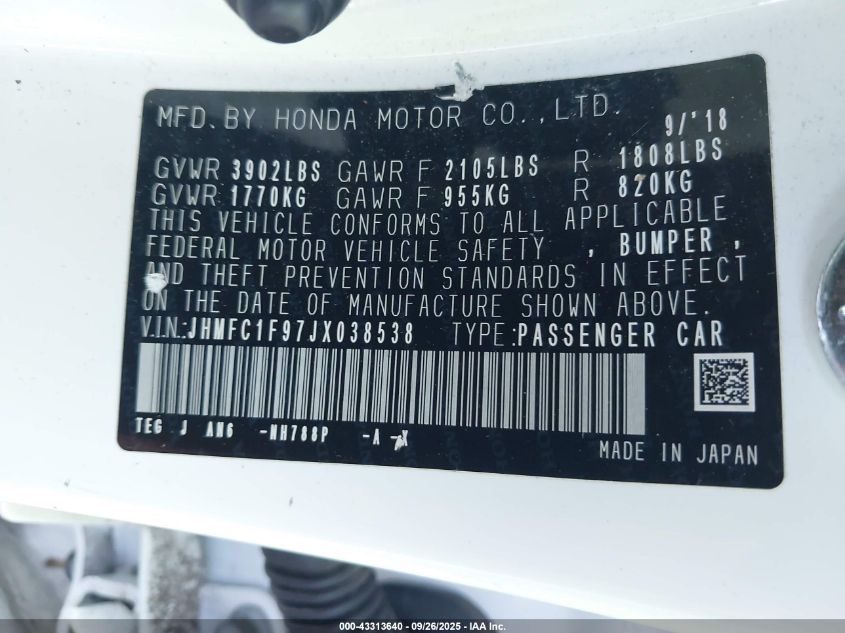 MFD. BY HONDA MOTOR CO., LTD. 9/'18
GVWR 3902LBS GAWR F 2105LBS R 1808LBS
GVWR 1770KG GAWR F 955KG R 820KG
THIS VEHICLE CONFORMS TO ALL APPLICABLE
FEDERAL MOTOR VEHICLE SAFETY , BUMPER ,
AND THEFT PREVENTION STANDARDS IN EFFECT
ON THE DATE OF MANUFACTURE SHOWN ABOVE.
V.I.N.:JHMFC1F97JX038538 TYPE:PASSENGER CAR
TEG J AM6 -NH788P -A -X
MADE IN JAPAN
000-43313640 - 09/26/2025 - IAA Inc.